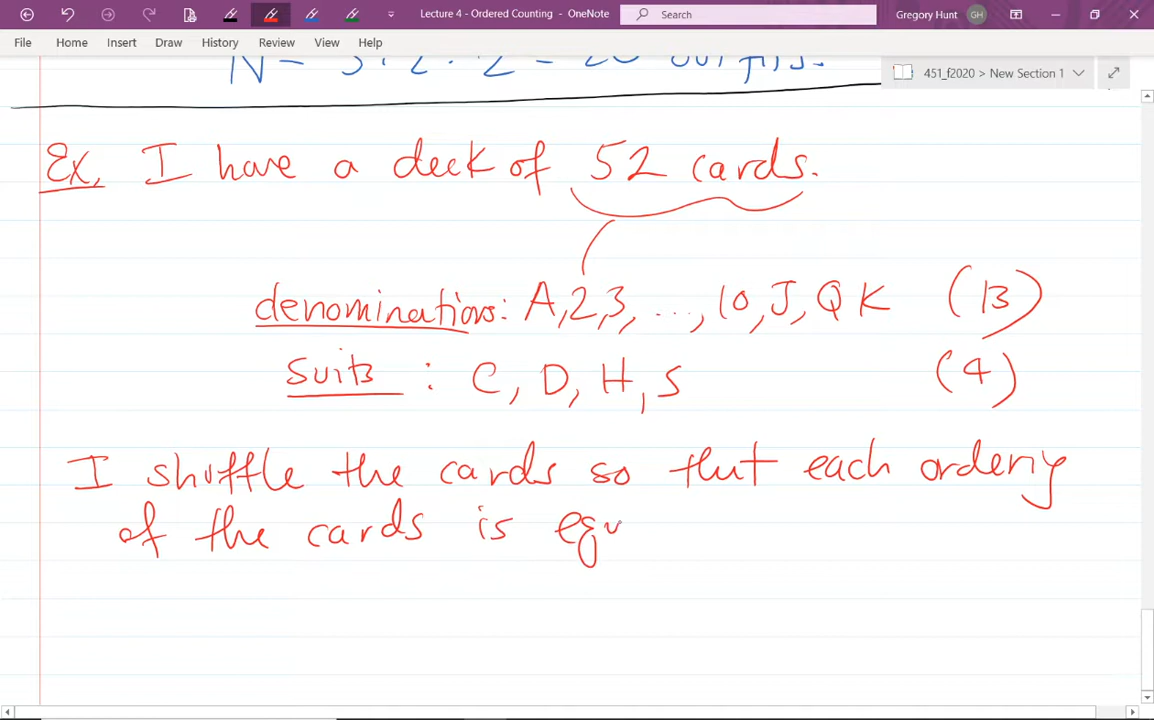 Lecture 4 - Ordered Counting - OneNote
Search
Gregory Hunt
GH
File Home Insert Draw History Review View Help
451_f2020 > New Section 1
Ex. I have a deck of 52 cards.
denominations: A,2,3, ..., 10, J, Q K (13)
suits : C, D, H, S (4)
I shuffle the cards so that each ordering
of the cards is equ